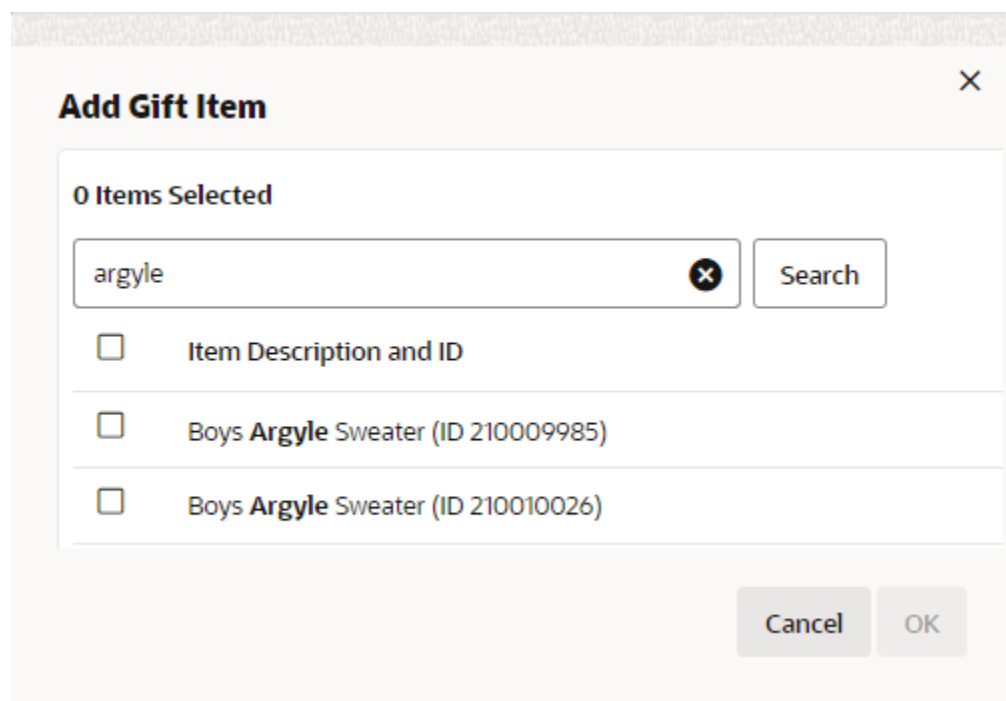 Add Gift Item
0 Items Selected
argyle
Search
Item Description and ID
Boys Argyle Sweater (ID 210009985)
Boys Argyle Sweater (ID 210010026)
Cancel
OK